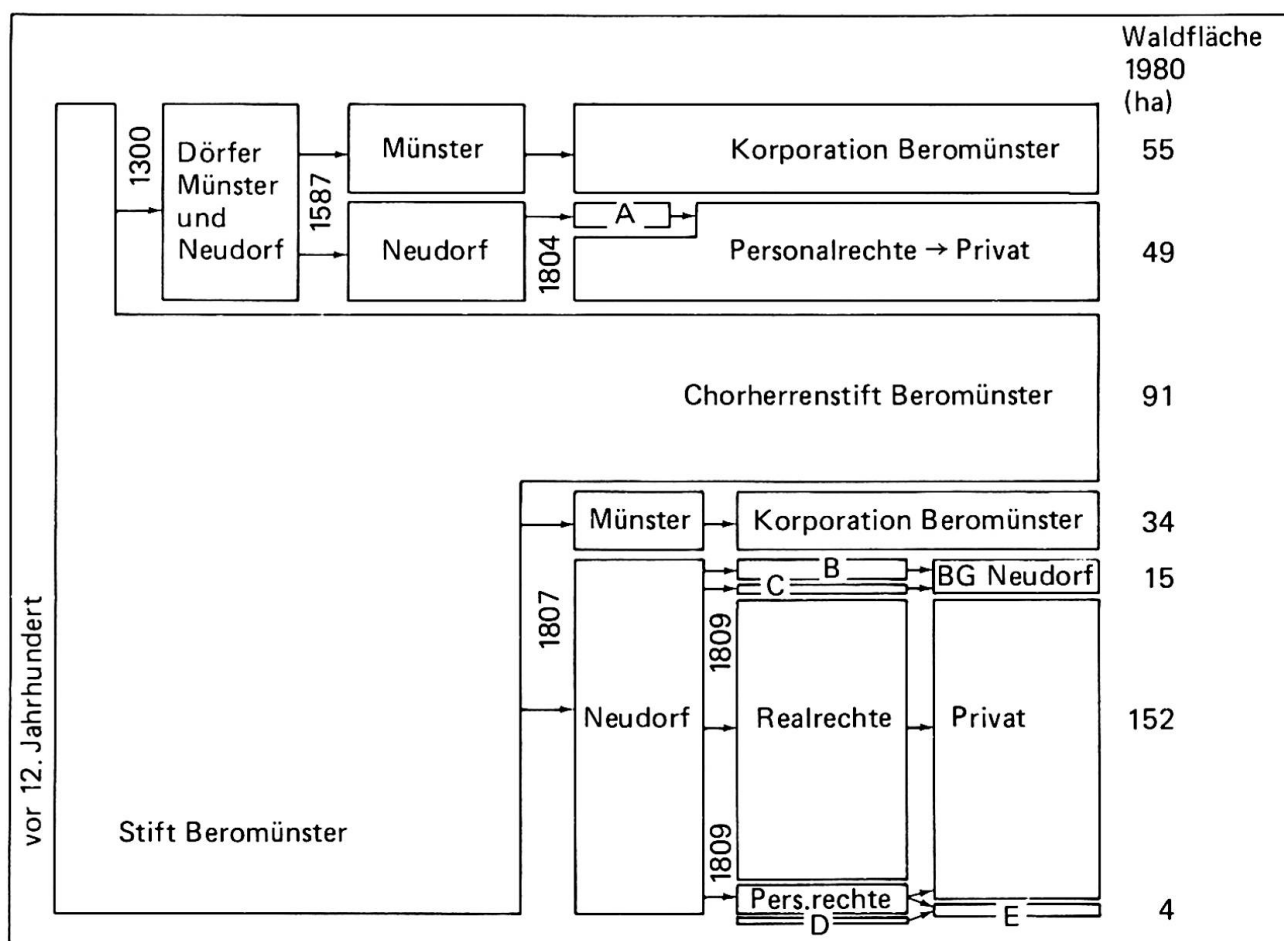 Waldfläche
1980
(ha)
1300
Dörfer
Münster
und
Neudorf
1587
Münster
Korporation Beromünster
55
Neudorf
1804
A
Personalrechte → Privat
49
Chorherrenstift Beromünster
91
Münster
Korporation Beromünster
34
1807
B
BG Neudorf
15
C
1809
Neudorf
Realrechte
Privat
152
vor 12. Jahrhundert
Stift Beromünster
1809
Pers.rechte
D
E
4